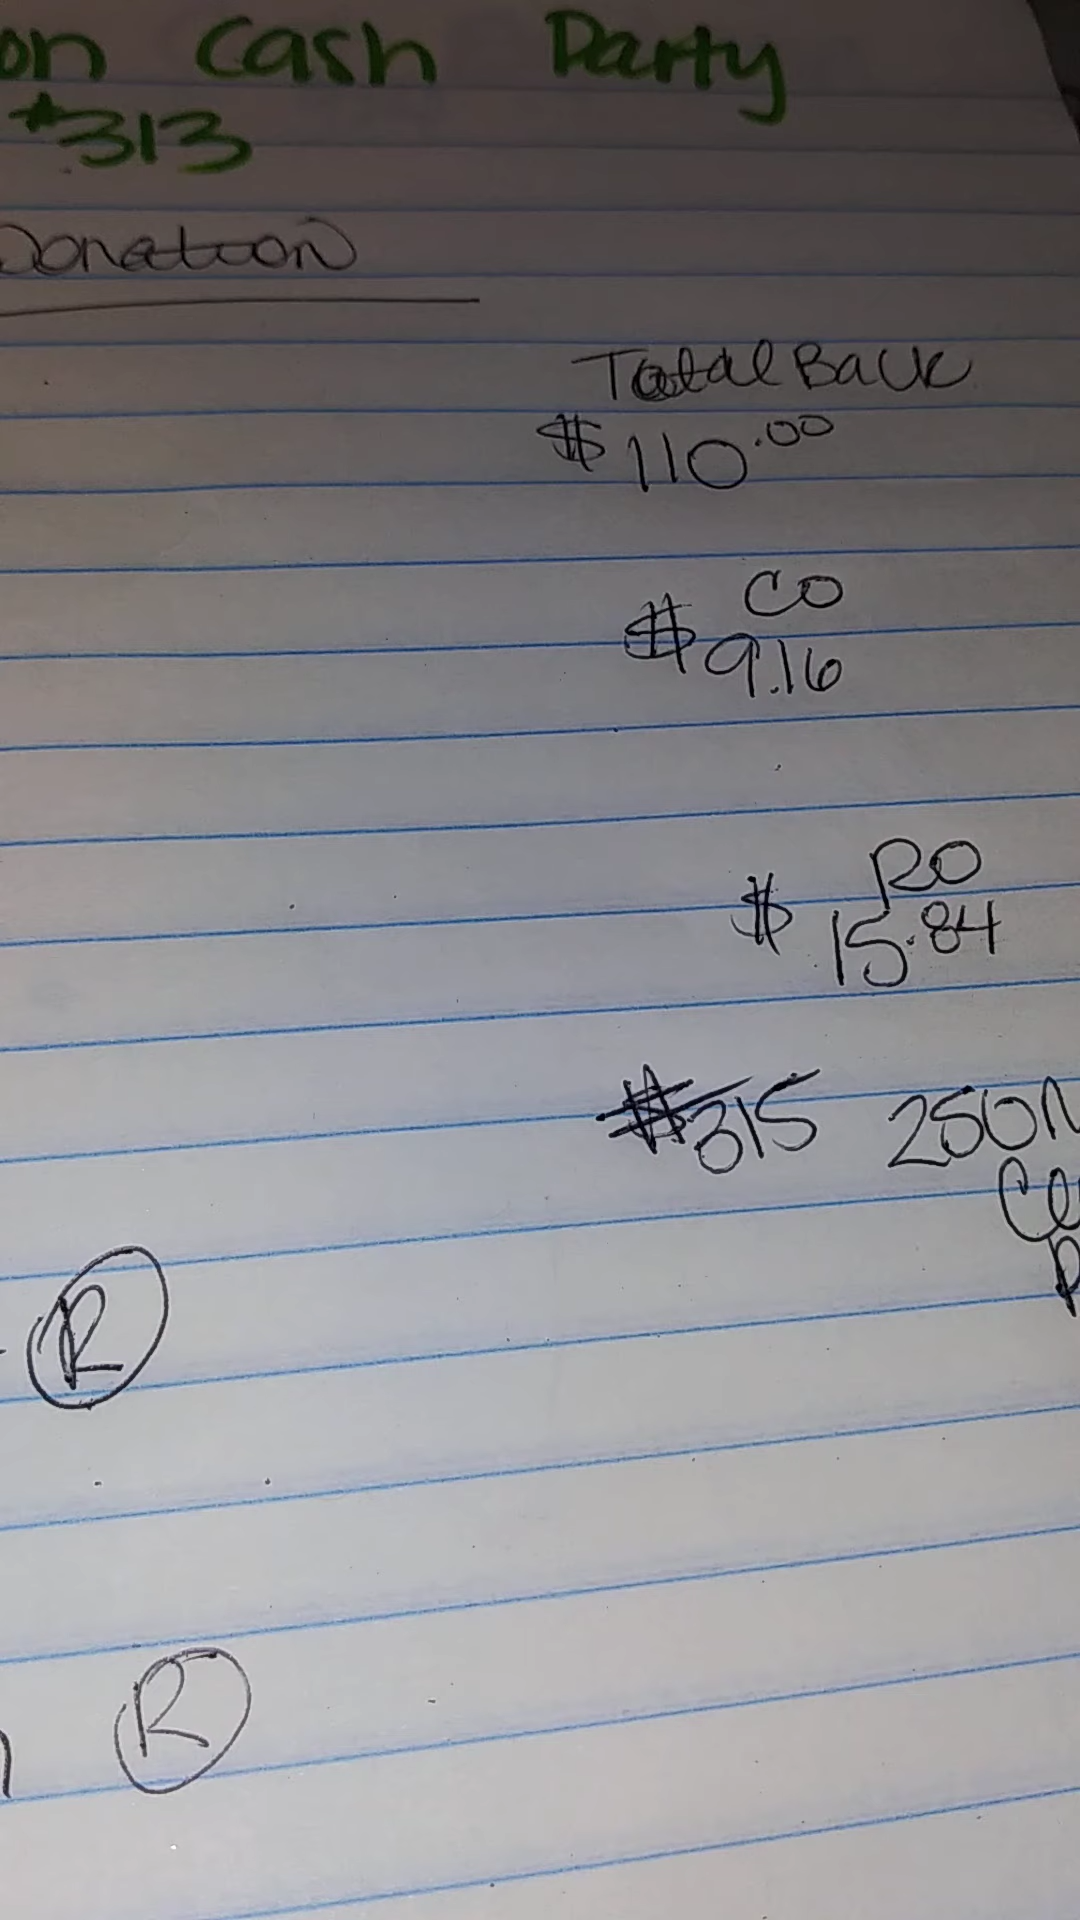 on Cash Party
#313
Donation
Total Back
$110.00
CO
$9.16
RO
$15.84
#315 250
R
R